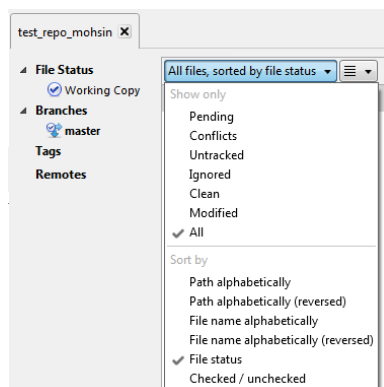 test_repo_mohsin
File Status
Working Copy
Branches
master
Tags
Remotes
All files, sorted by file status
Show only
Pending
Conflicts
Untracked
Ignored
Clean
Modified
All
Sort by
Path alphabetically
Path alphabetically (reversed)
File name alphabetically
File name alphabetically (reversed)
File status
Checked / unchecked